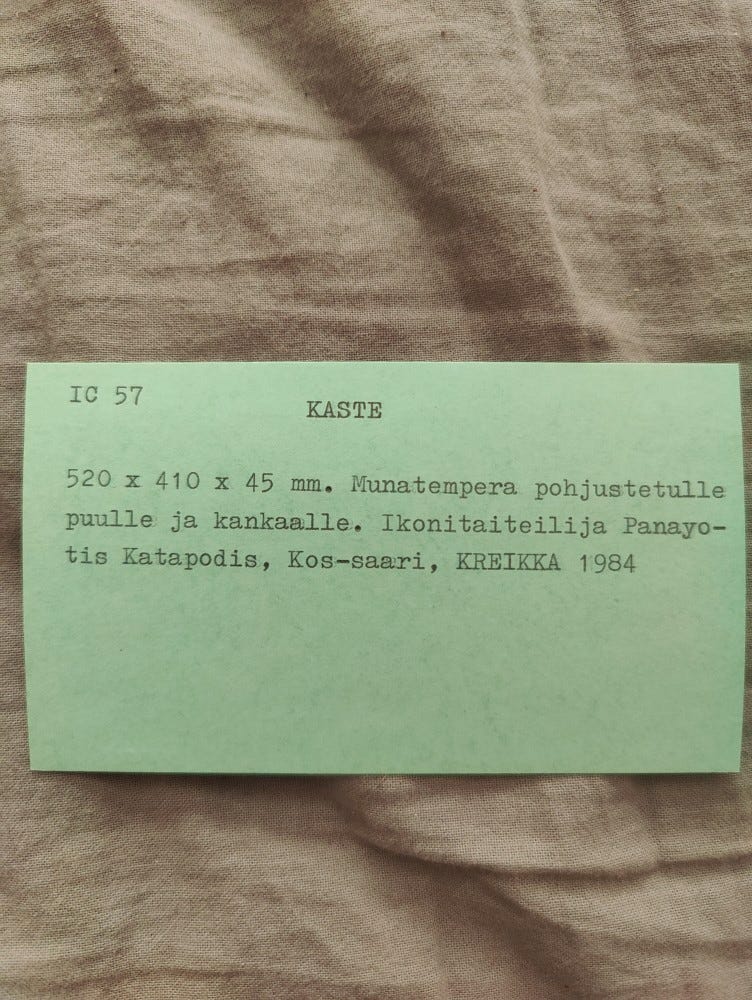 IC 57
KASTE
520 x 410 x 45 mm. Munatempera pohjustetulle
puulle ja kankaalle. Ikonitaiteilija Panayo-
tis Katapodis, Kos-saari, KREIKKA 1984